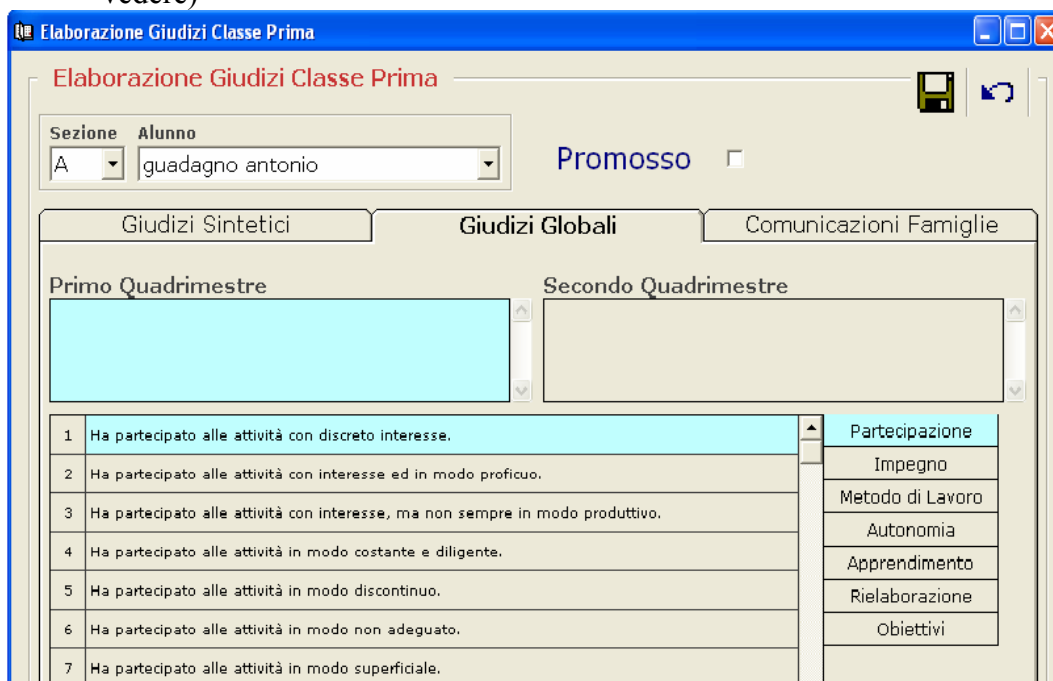 vedere)
Elaborazione Giudizi Classe Prima
Elaborazione Giudizi Classe Prima
Sezione Alunno
A guadagno antonio
Promosso
Giudizi Sintetici Giudizi Globali Comunicazioni Famiglie
Primo Quadrimestre Secondo Quadrimestre
1 Ha partecipato alle attività con discreto interesse.
2 Ha partecipato alle attività con interesse ed in modo proficuo.
3 Ha partecipato alle attività con interesse, ma non sempre in modo produttivo.
4 Ha partecipato alle attività in modo costante e diligente.
5 Ha partecipato alle attività in modo discontinuo.
6 Ha partecipato alle attività in modo non adeguato.
7 Ha partecipato alle attività in modo superficiale.
Partecipazione
Impegno
Metodo di Lavoro
Autonomia
Apprendimento
Rielaborazione
Obiettivi